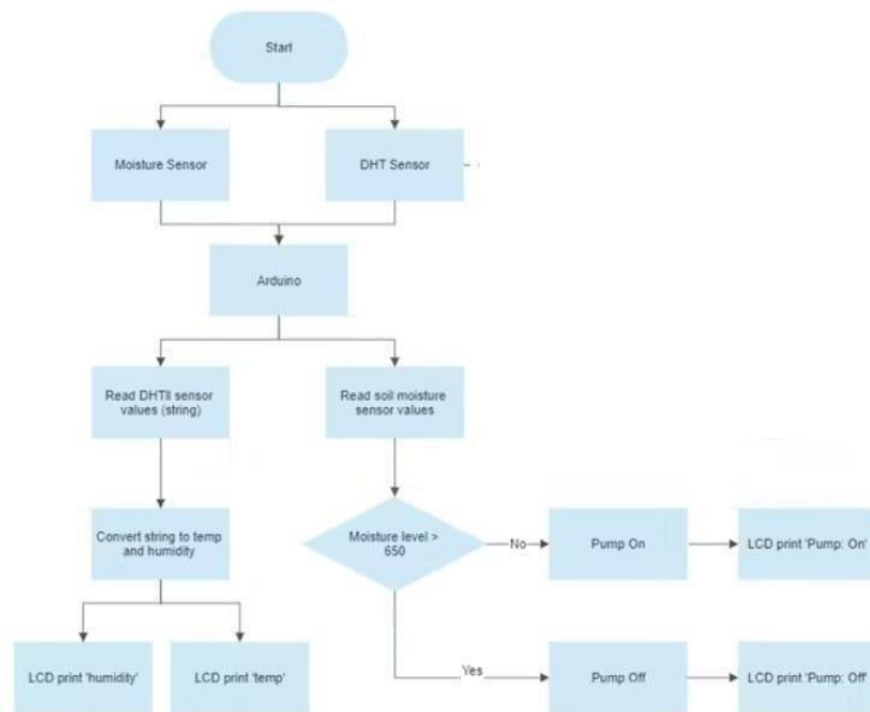 Start
Moisture Sensor
DHT Sensor
Arduino
Read DHTII sensor
values (string)
Read soil moisture
sensor values
Convert string to temp
and humidity
Moisture level >
650
No
Pump On
LCD print 'Pump: On'
LCD print 'humidity'
LCD print 'temp'
Yes
Pump Off
LCD print 'Pump: Off'